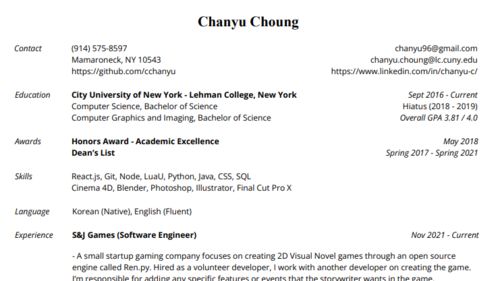 Chanyu Choung
Contact (914) 575-8597 chanyu96@gmail.com
Mamaroneck, NY 10543 chanyu.choung@lc.cuny.edu
https://github.com/cchanyu https://www.linkedin.com/in/chanyu-c/
Education City University of New York - Lehman College, New York Sept 2016 - Current
Computer Science, Bachelor of Science Hiatus (2018 - 2019)
Computer Graphics and Imaging, Bachelor of Science Overall GPA 3.81 / 4.0
Awards Honors Award - Academic Excellence May 2018
Dean's List Spring 2017 - Spring 2021
Skills React.js, Git, Node, LuaU, Python, Java, CSS, SQL
Cinema 4D, Blender, Photoshop, Illustrator, Final Cut Pro X
Language Korean (Native), English (Fluent)
Experience S&J Games (Software Engineer) Nov 2021 - Current
- A small startup gaming company focuses on creating 2D Visual Novel games through an open source
engine called Ren.py. Hired as a volunteer developer, I work with another developer on creating the game.
I'm responsible for adding any specific features or events that the storywriter wants in the game.